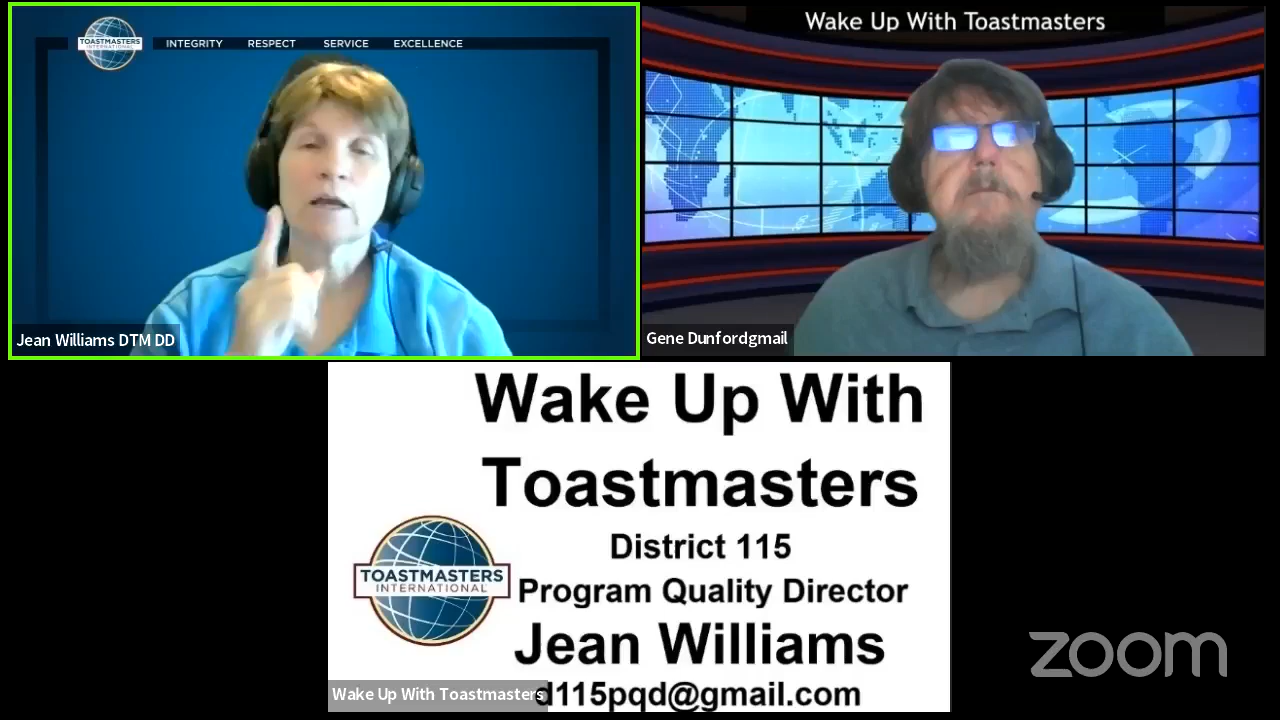 TOASTMASTERS
INTERNATIONAL
INTEGRITY RESPECT SERVICE EXCELLENCE
Jean Williams DTM DD
Wake Up With Toastmasters
Gene Dunfordgmail
Wake Up With
Toastmasters
District 115
TOASTMASTERS
INTERNATIONAL
Program Quality Director
Jean Williams
d115pqd@gmail.com
Wake Up With Toastmasters
zoom